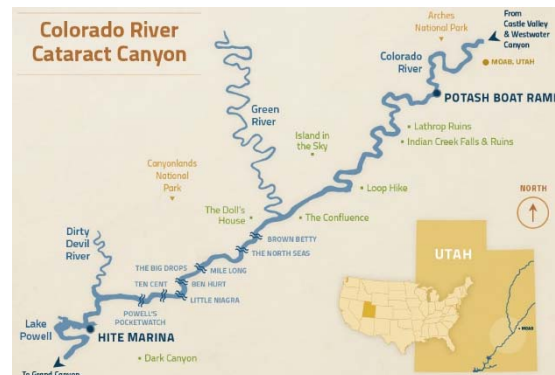 Colorado River
Cataract Canyon
Arches
National Park
From
Castle Valley
& Westwater
Canyon
Colorado
River
MOAB, UTAH
POTASH BOAT RAMP
Green
River
Lathrop Ruins
Indian Creek Falls & Ruins
Island in
the Sky
Canyonlands
National
Park
Loop Hike
The Doll's
House
The Confluence
NORTH
Dirty
Devil
River
BROWN BETTY
THE NORTH SEAS
THE BIG DROPS
MILE LONG
TEN CENT
BEN HURT
LITTLE NIAGRA
POWELL'S
POCKETWATCH
UTAH
MOAB
Lake
Powell
HITE MARINA
Dark Canyon
To Grand Canyon